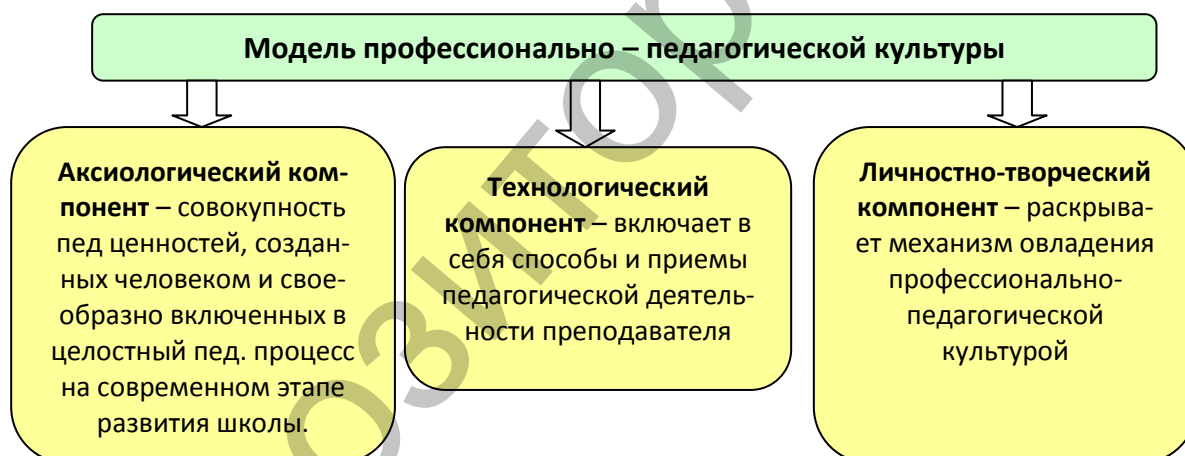 Модель профессионально – педагогической культуры
Аксиологический ком-
понент – совокупность
пед ценностей, создан-
ных человеком и свое-
образно включенных в
целостный пед. процесс
на современном этапе
развития школы.
Технологический
компонент – включает в
себя способы и приемы
педагогической деятель-
ности преподавателя
Личностно-творческий
компонент – раскрыва-
ет механизм овладения
профессионально-
педагогической
культурой
озитор